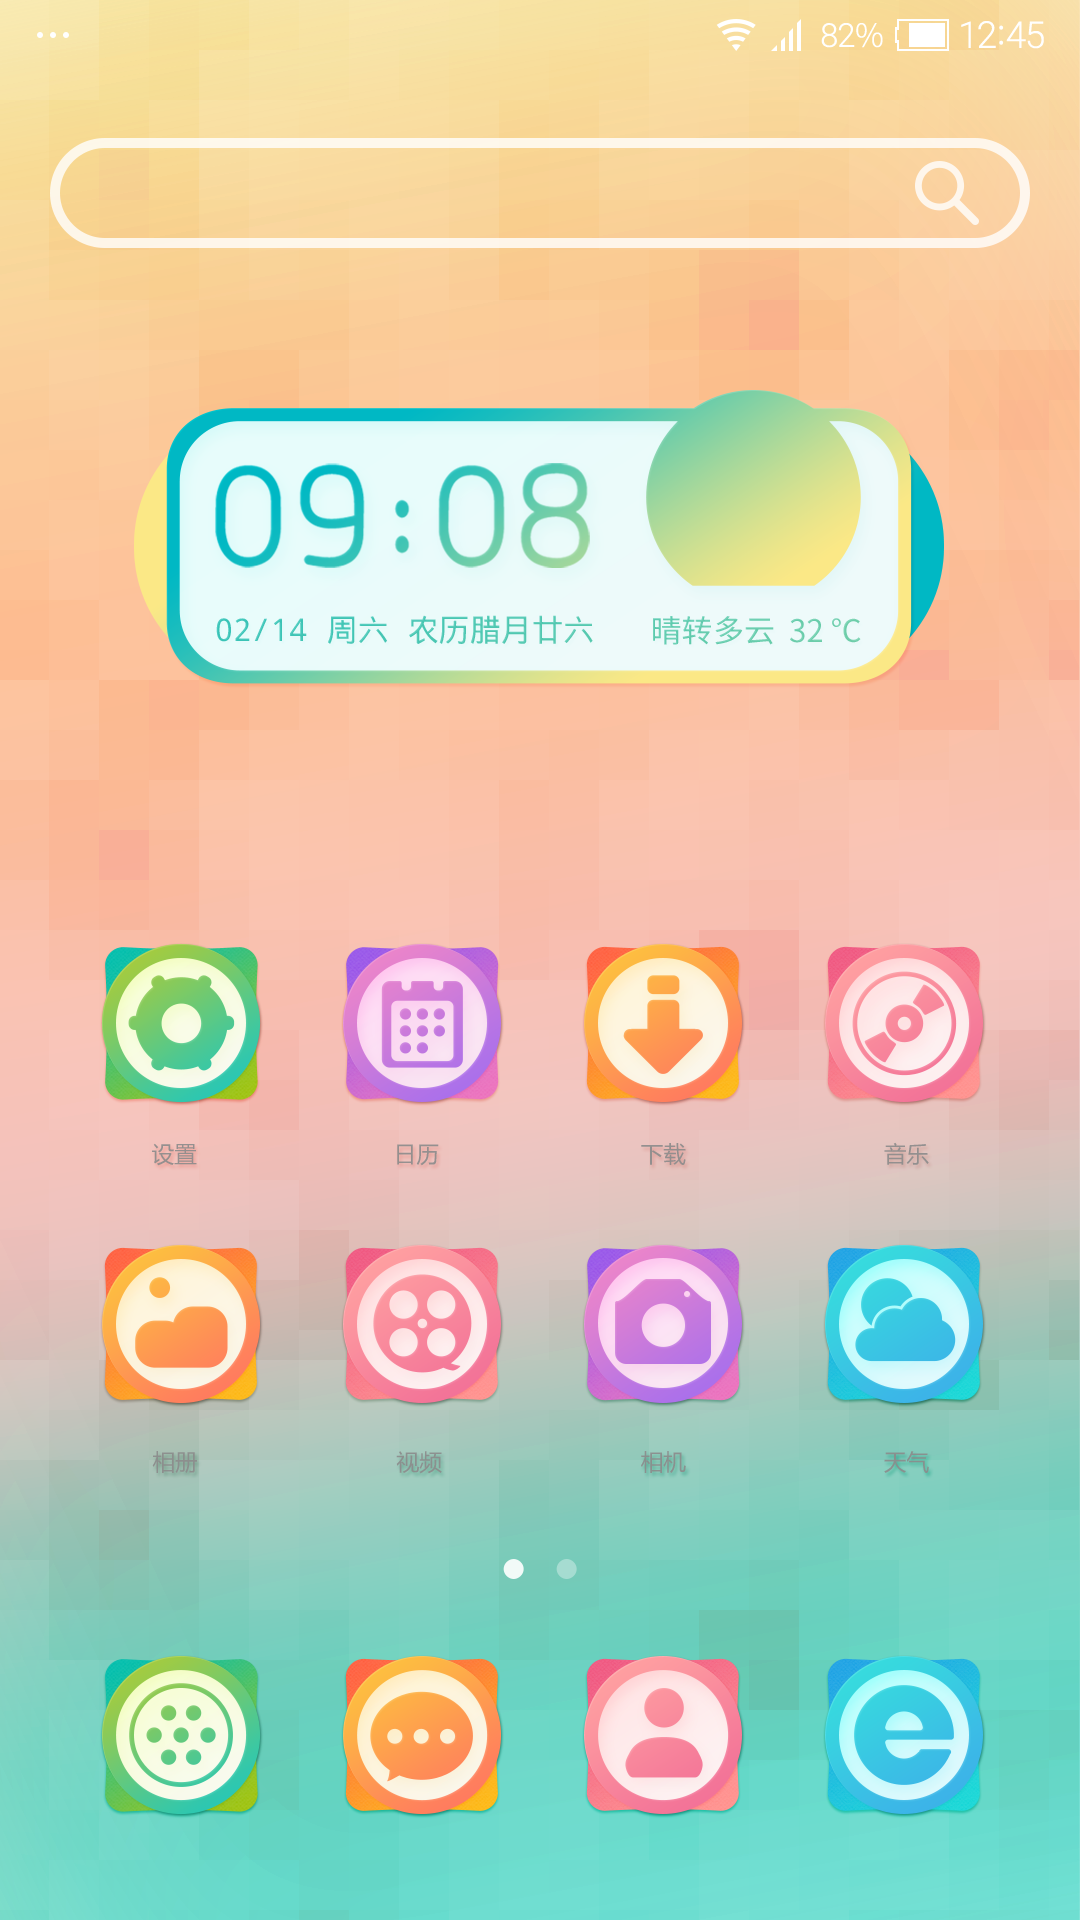 82% 12:45
09:08
02/14 周六 农历腊月廿六 晴转多云 32 ℃
设置 日历 下载 音乐
相册 视频 相机 天气